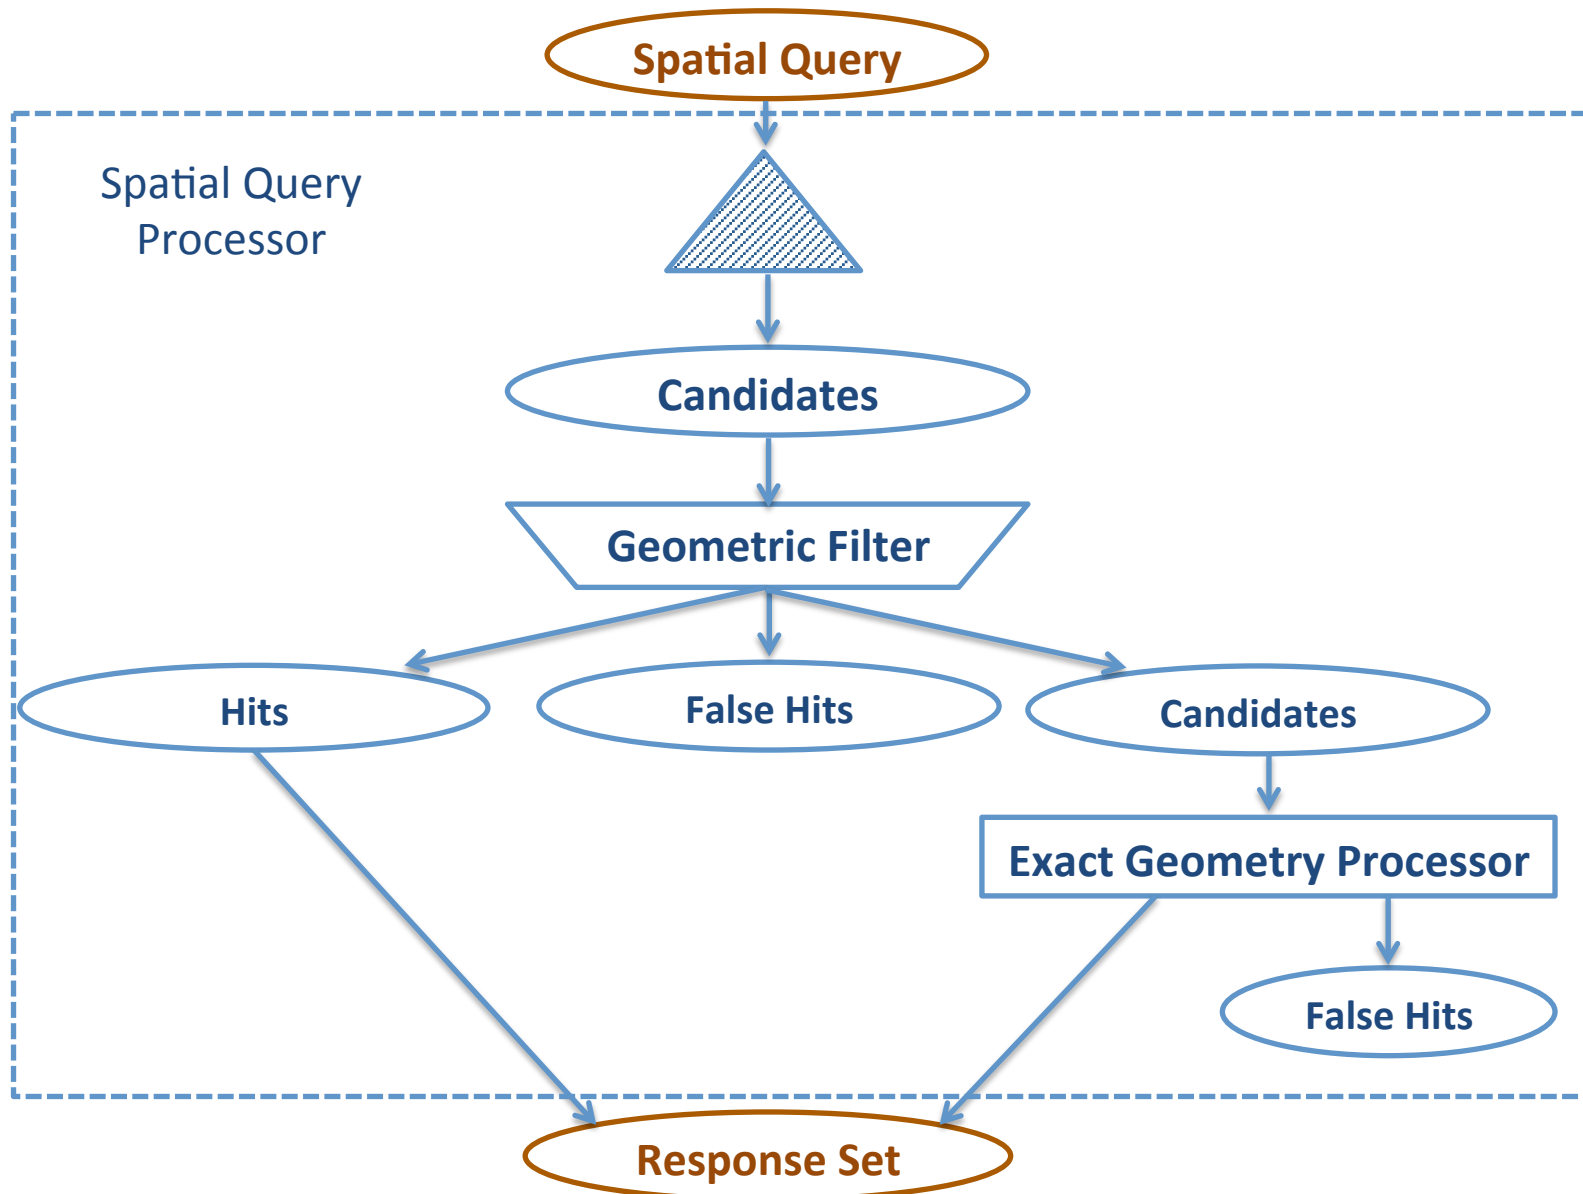 Spatial Query
Spatial Query
Processor
Candidates
Geometric Filter
Hits
False Hits
Candidates
Exact Geometry Processor
False Hits
Response Set